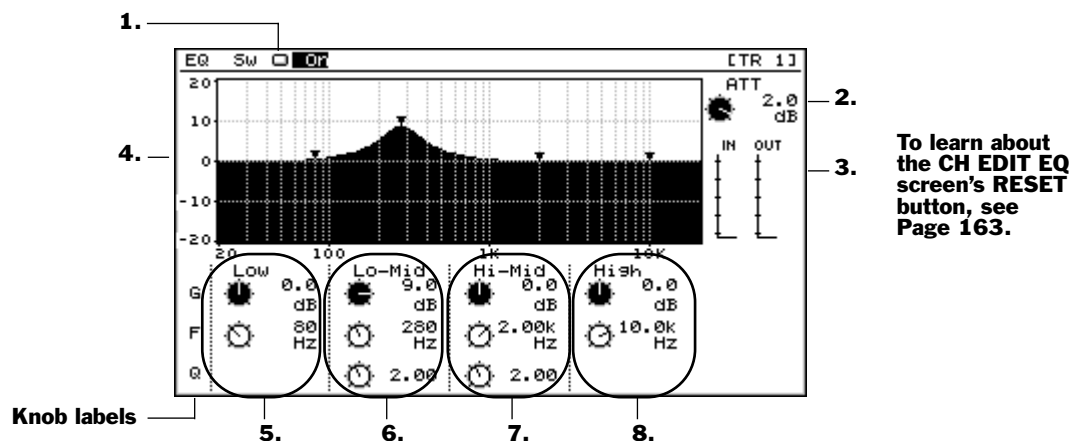 1.
EQ Sw On [TR 1]
20
10
0
-10
-20
20 100 1K 10K
ATT
2.0
dB
2.
IN OUT
3.
4.
To learn about
the CH EDIT EQ
screen's RESET
button, see
Page 163.
Low Lo-Mid Hi-Mid High
G 0.0 9.0 0.0 0.0
dB dB dB dB
F 80 280 2.00k 10.0k
Hz Hz Hz Hz
Q 2.00 2.00
Knob labels
5. 6. 7. 8.